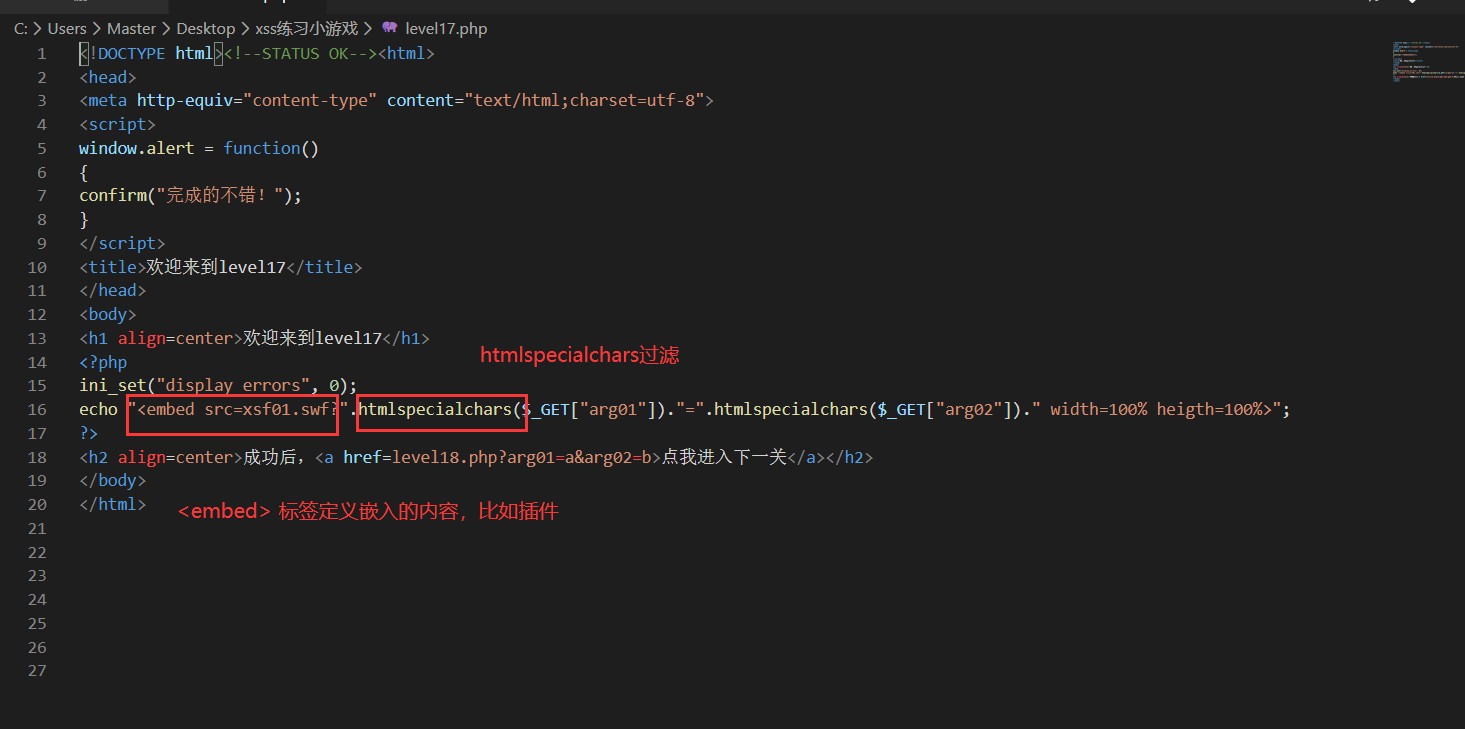 C: > Users > Master > Desktop > xss练习小游戏 > level17.php
1 <!DOCTYPE html><!--STATUS OK--><html>
2 <head>
3 <meta http-equiv="content-type" content="text/html;charset=utf-8">
4 <script>
5 window.alert = function()
6 {
7 confirm("完成的不错！");
8 }
9 </script>
10 <title>欢迎来到level17</title>
11 </head>
12 <body>
13 <h1 align=center>欢迎来到level17</h1>
htmlspecialchars过滤
14 <?php
15 ini_set("display_errors", 0);
16 echo "<embed src=xsf01.swf?".htmlspecialchars($_GET["arg01"])."=".htmlspecialchars($_GET["arg02"])." width=100% heigth=100%>";
17 ?>
18 <h2 align=center>成功后，<a href=level18.php?arg01=a&arg02=b>点我进入下一关</a></h2>
19 </body>
20 </html>
<embed> 标签定义嵌入的内容，比如插件
21
22
23
24
25
26
27